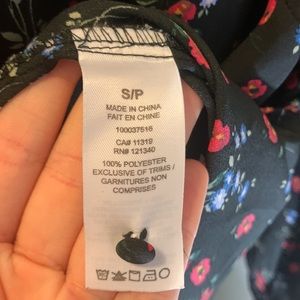 S/P
MADE IN CHINA
FAIT EN CHINE
100037516
CA# 11319
RN# 121340
100% POLYESTER
EXCLUSIVE OF TRIMS /
GARNITURES NON
COMPRISES